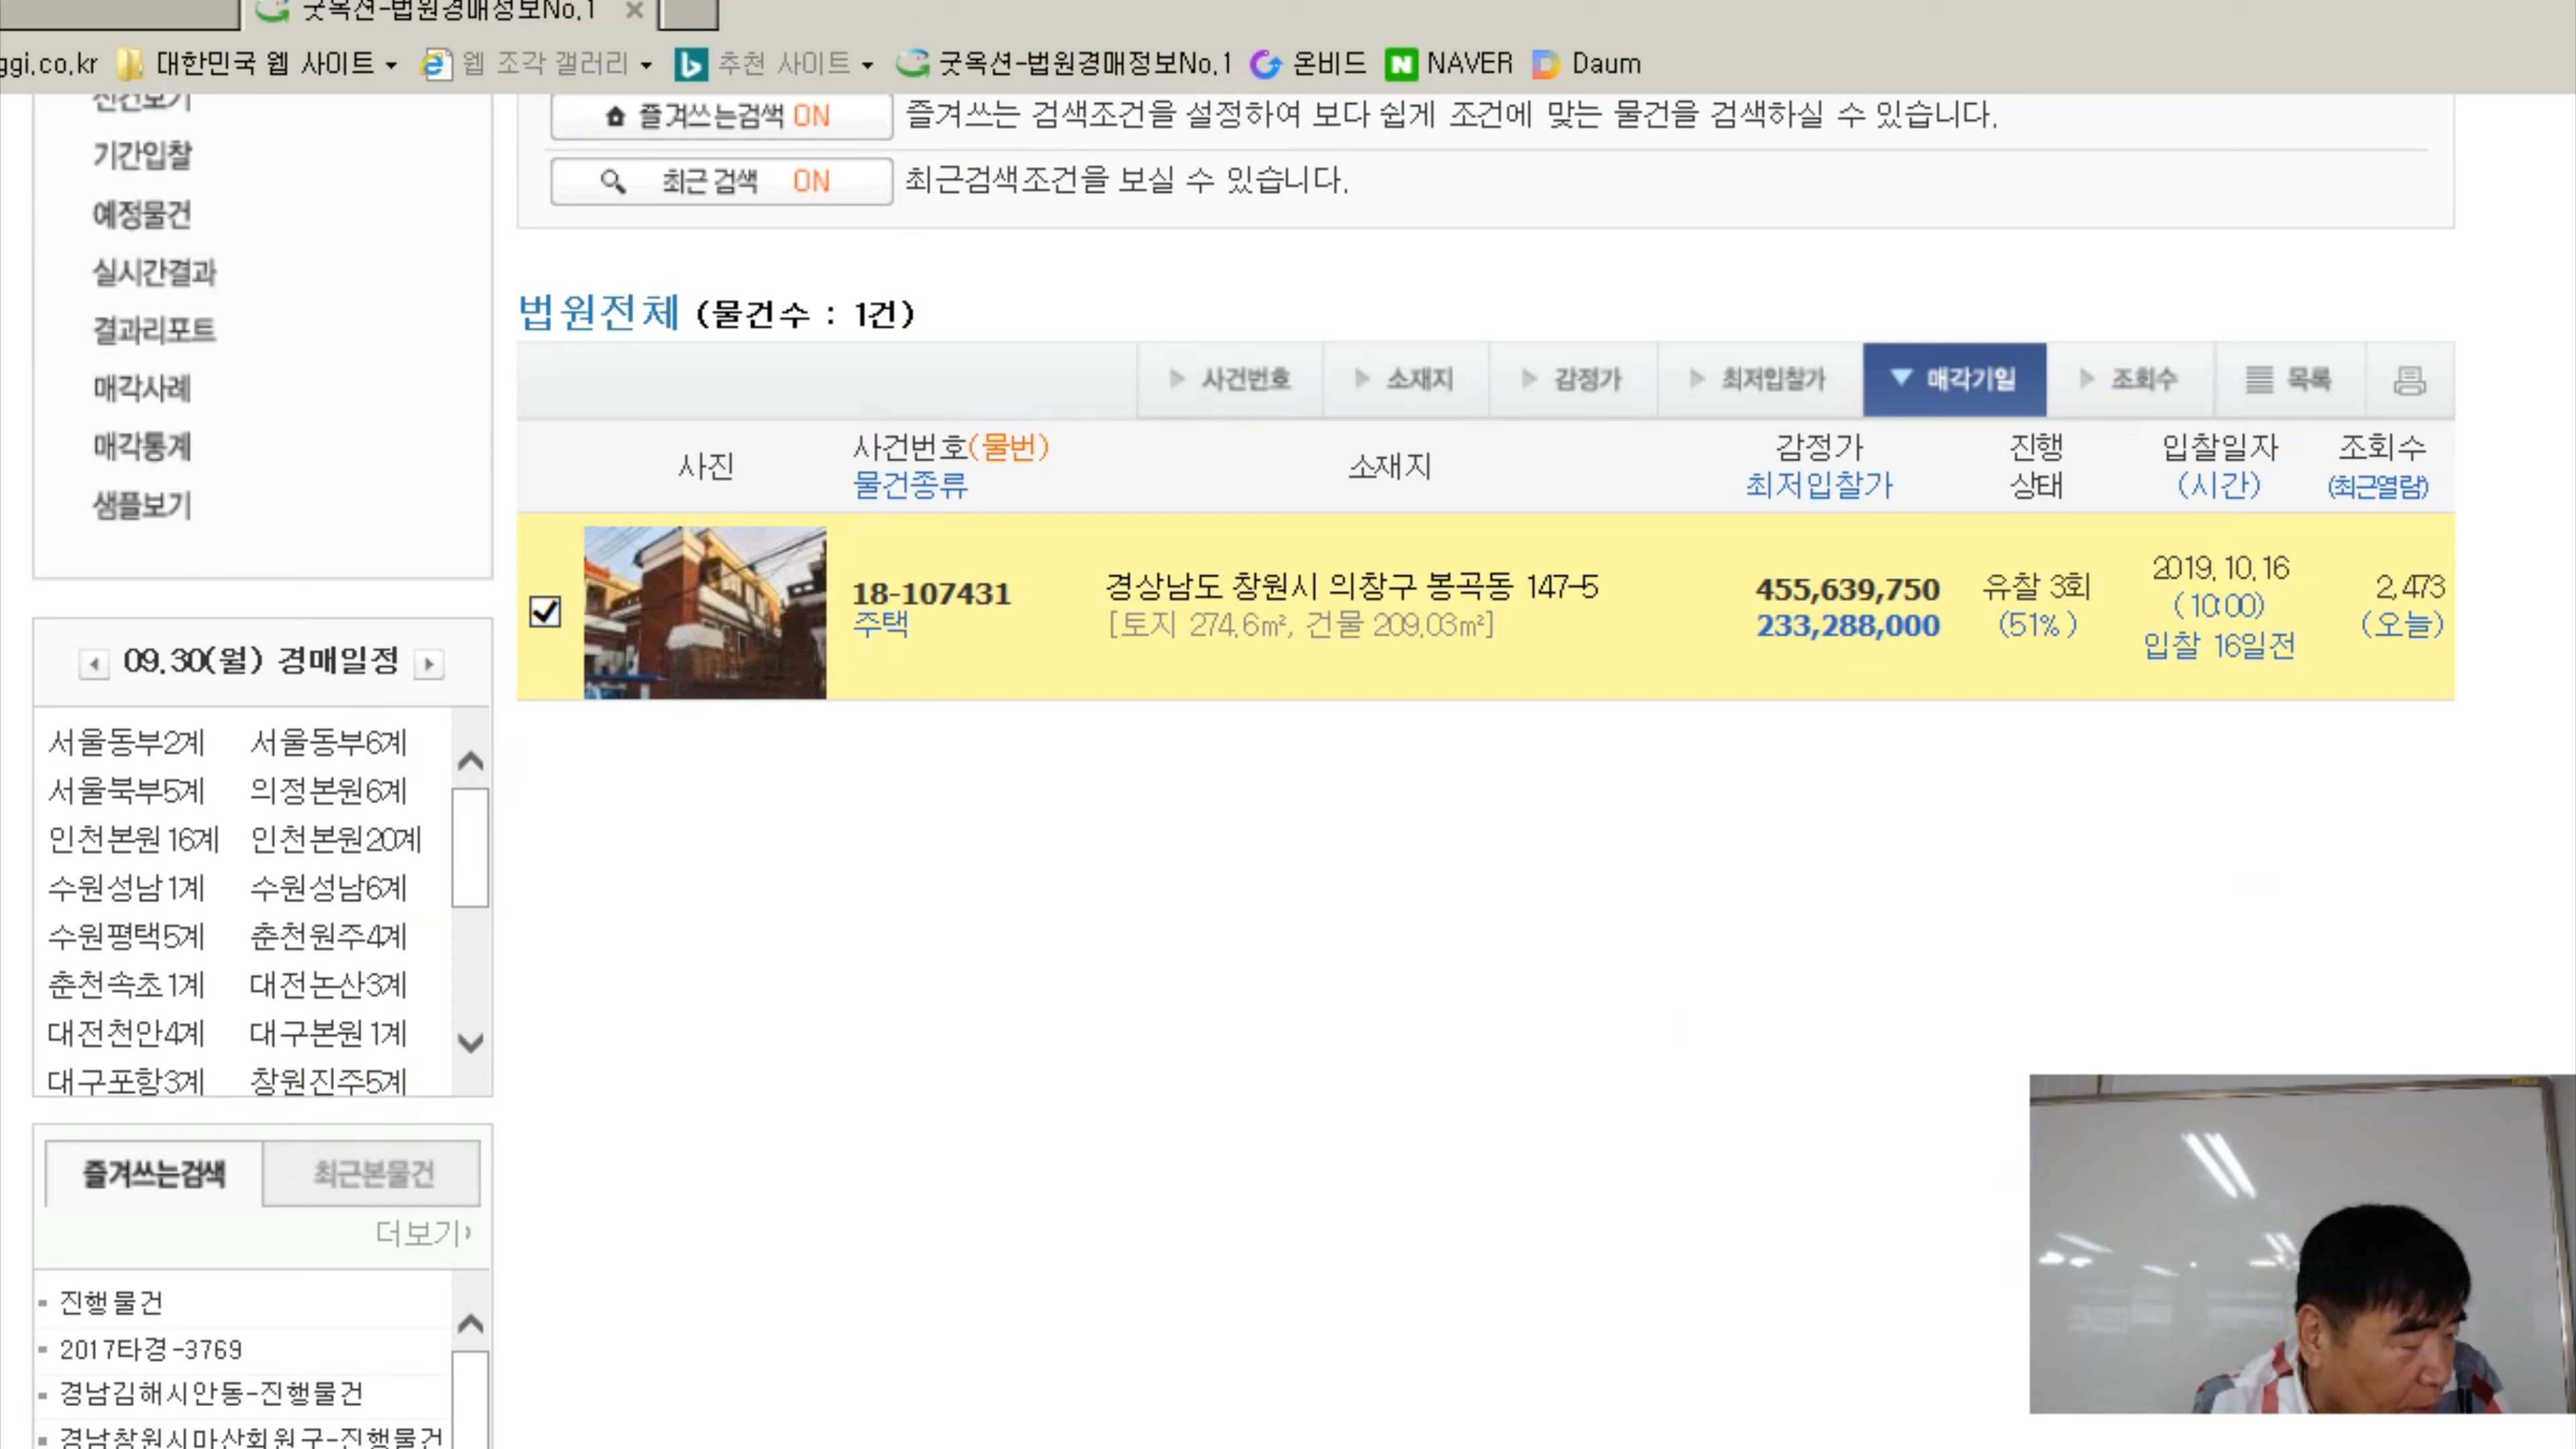 굿옥션-법원경매정보No.1
ggi.co.kr 대한민국 웹 사이트 웹 조각 갤러리 추천 사이트 굿옥션-법원경매정보No.1 온비드 NAVER Daum
기간입찰
예정물건
실시간결과
결과리포트
매각사례
매각통계
샘플보기
즐겨쓰는검색 ON 즐겨쓰는 검색조건을 설정하여 보다 쉽게 조건에 맞는 물건을 검색하실 수 있습니다.
최근 검색 ON 최근검색조건을 보실 수 있습니다.
법원전체 (물건수 : 1건)
사건번호 소재지 감정가 최저입찰가 매각기일 조회수 목록
사진 사건번호(물번) 소재지 감정가 진행 입찰일자 조회수
물건종류 최저입찰가 상태 (시간) (최근열람)
18-107431 경상남도 창원시 의창구 봉곡동 147-5 455,639,750 유찰 3회 2019.10.16 2,473
주택 [토지 274.6㎡, 건물 209.03㎡] 233,288,000 (51%) (10:00) (오늘)
입찰 16일전
09.30(월) 경매일정
서울동부2계 서울동부6계
서울북부5계 의정본원6계
인천본원16계 인천본원20계
수원성남1계 수원성남6계
수원평택5계 춘천원주4계
춘천속초1계 대전논산3계
대전천안4계 대구본원1계
대구포항3계 창원진주5계
즐겨쓰는검색 최근본물건
더보기
진행물건
2017타경-3769
경남김해시안동-진행물건
경남창원시마산회원구-진행물건